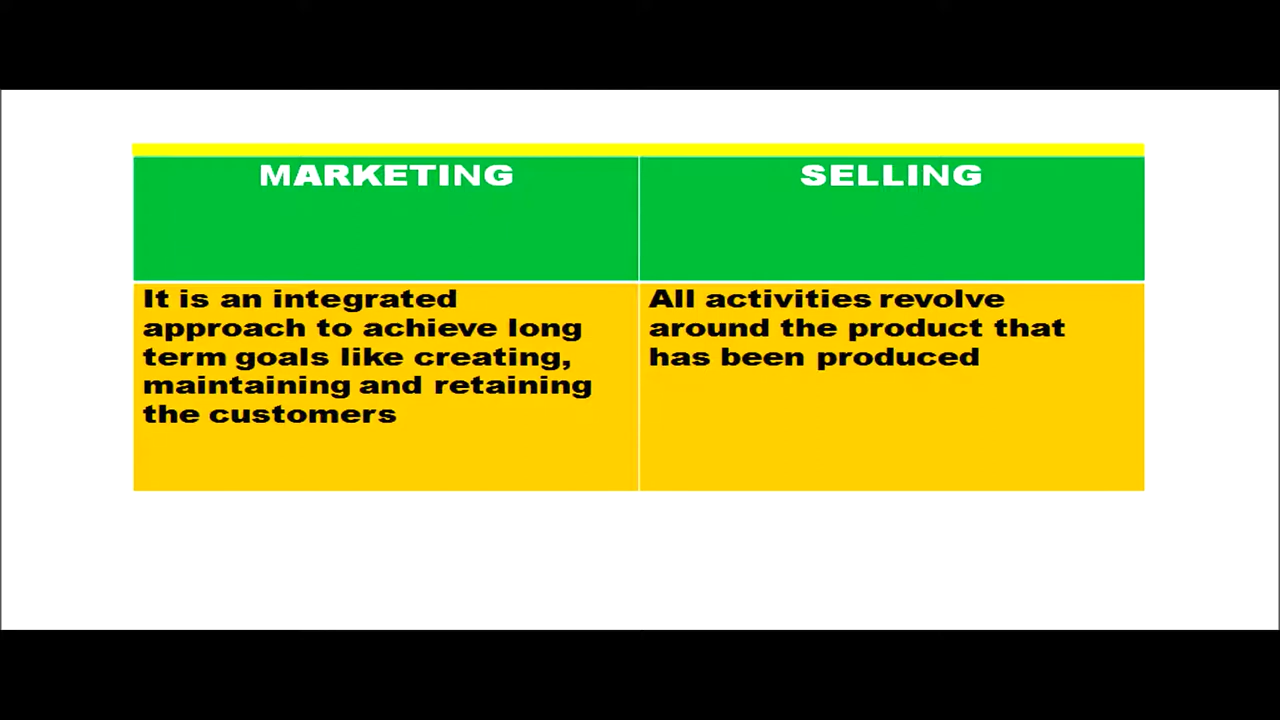 MARKETING
SELLING
It is an integrated
approach to achieve long
term goals like creating,
maintaining and retaining
the customers
All activities revolve
around the product that
has been produced